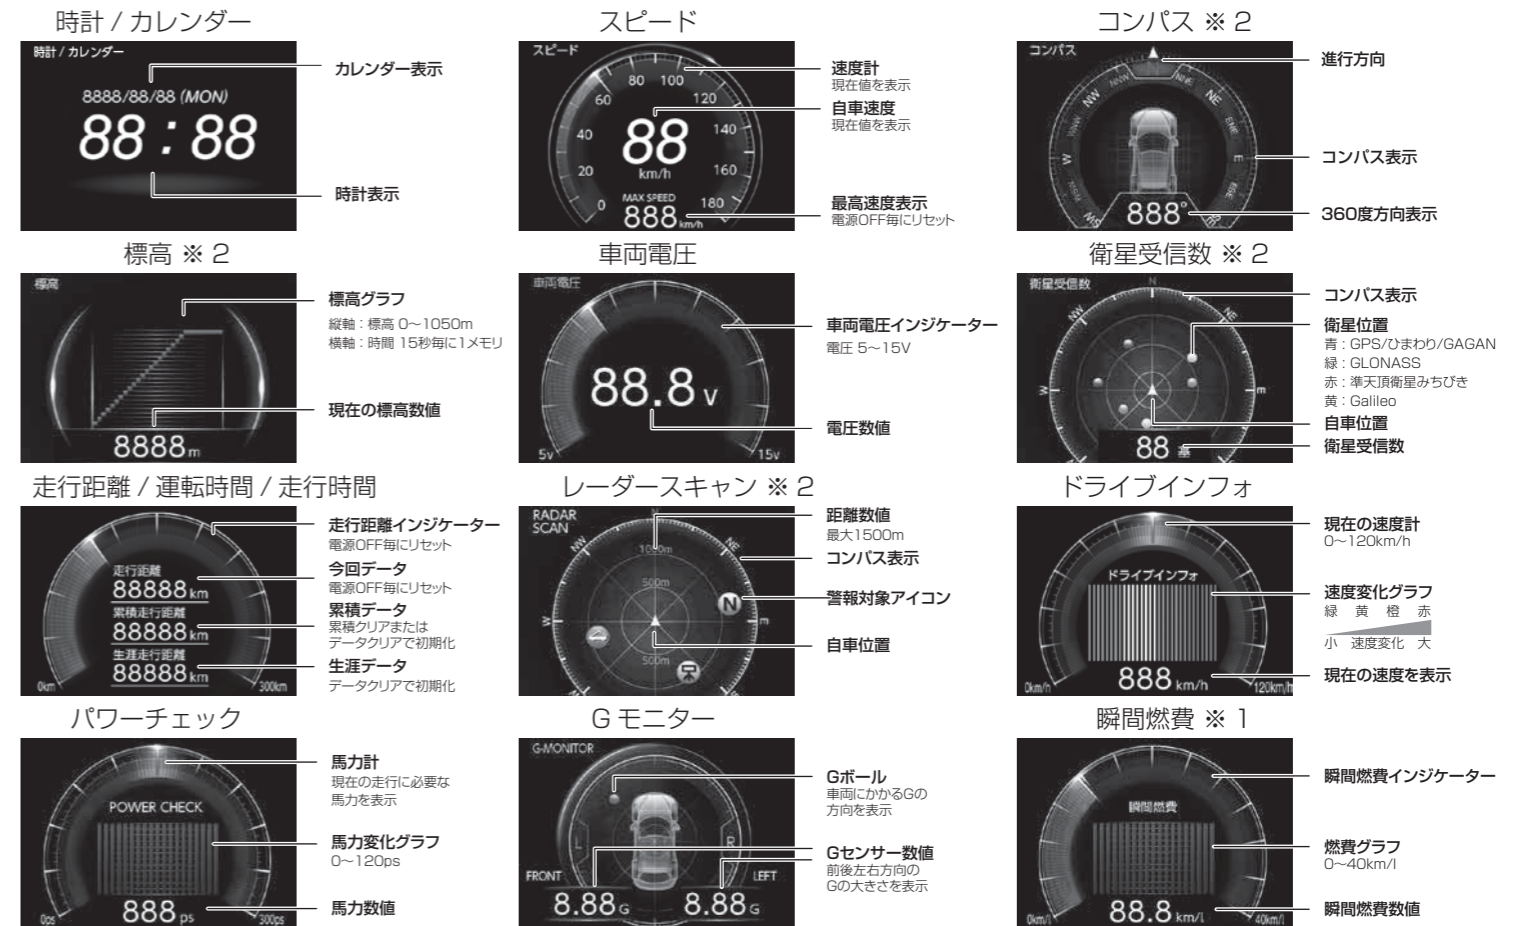 時計 / カレンダー
時計 / カレンダー
8888/88/88 (MON)
88 : 88
カレンダー表示
時計表示
スピード
スピード
0
20
40
60
80
100
120
140
160
180
88
km/h
MAX SPEED
888 km/h
速度計
現在値を表示
自車速度
現在値を表示
最高速度表示
電源OFF毎にリセット
コンパス ※ 2
コンパス
SW
WSW
W
WNW
NW
NNW
NNE
NE
ENE
E
ESE
SE
888°
進行方向
コンパス表示
360度方向表示
標高 ※ 2
標高
8888 m
標高グラフ
縦軸：標高 0～1050m
横軸：時間 15秒毎に1メモリ
現在の標高数値
車両電圧
車両電圧
88.8 V
5v
15v
車両電圧インジケーター
電圧 5～15V
電圧数値
衛星受信数 ※ 2
衛星受信数
N
NW
NE
W
E
88 基
コンパス表示
衛星位置
青：GPS/ひまわり/GAGAN
緑：GLONASS
赤：準天頂衛星みちびき
黄：Galileo
自車位置
衛星受信数
走行距離 / 運転時間 / 走行時間
走行距離
88888 km
累積走行距離
88888 km
生涯走行距離
88888 km
0km
300km
走行距離インジケーター
電源OFF毎にリセット
今回データ
電源OFF毎にリセット
累積データ
累積クリアまたは
データクリアで初期化
生涯データ
データクリアで初期化
レーダースキャン ※ 2
RADAR
SCAN
N
NW
NE
1000m
500m
N
W
E
500m
距離数値
最大1500m
コンパス表示
警報対象アイコン
自車位置
ドライブインフォ
ドライブインフォ
888 km/h
0km/h
120km/h
現在の速度計
0～120km/h
速度変化グラフ
緑 黄 橙 赤
小 速度変化 大
現在の速度を表示
パワーチェック
POWER CHECK
888 ps
0ps
300ps
馬力計
現在の走行に必要な
馬力を表示
馬力変化グラフ
0～120ps
馬力数値
G モニター
G-MONITOR
L
R
FRONT
LEFT
8.88 G
8.88 G
Gボール
車両にかかるGの
方向を表示
Gセンサー数値
前後左右方向の
Gの大きさを表示
瞬間燃費 ※ 1
瞬間燃費
88.8 km/l
0km/l
40km/l
瞬間燃費インジケーター
燃費グラフ
0～40km/l
瞬間燃費数値